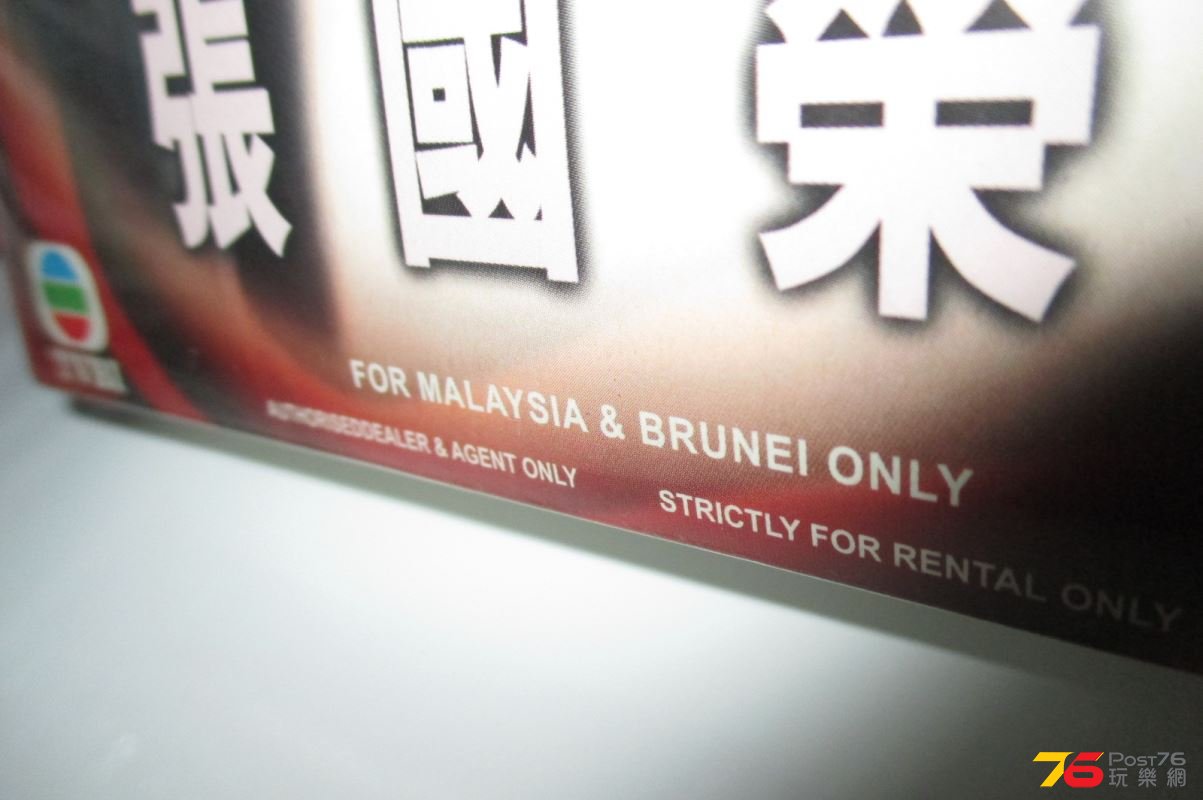 張國榮
FOR MALAYSIA & BRUNEI ONLY
AUTHORISEDDEALER & AGENT ONLY
STRICTLY FOR RENTAL ONLY
76 Post76
玩樂網